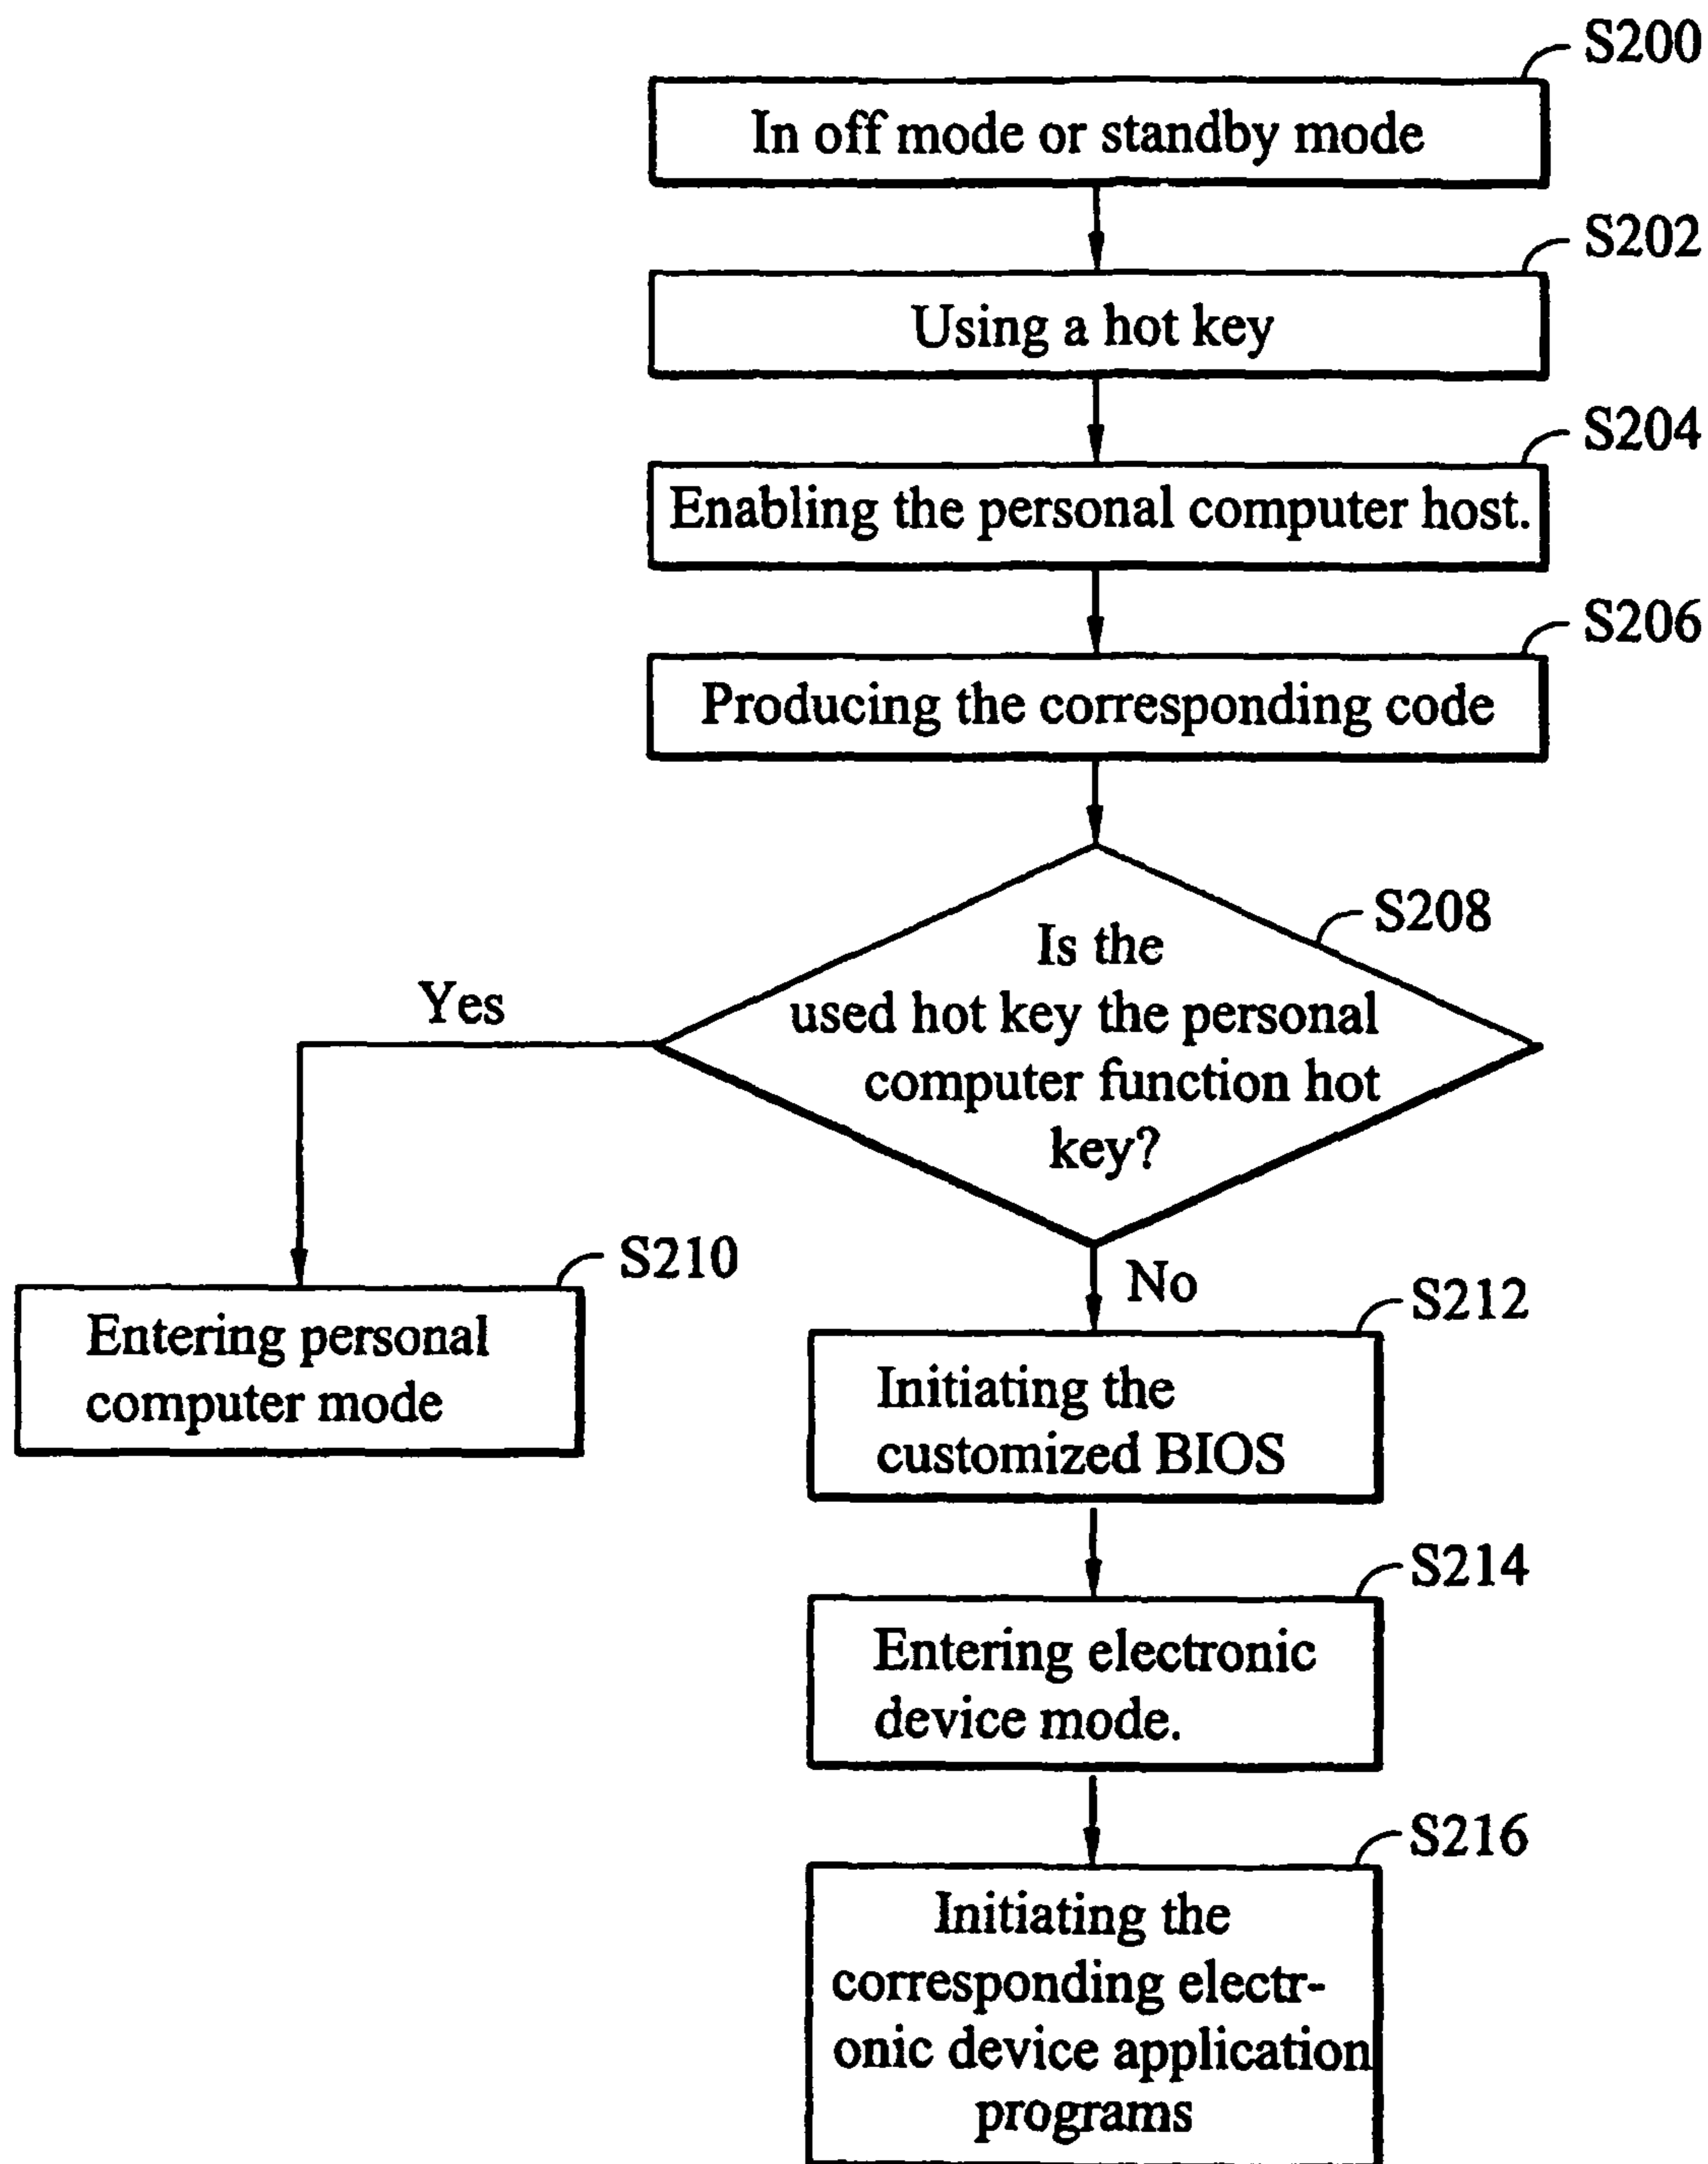 S200
In off mode or standby mode
S202
Using a hot key
S204
Enabling the personal computer host.
S206
Producing the corresponding code
S208
Is the
used hot key the personal
computer function hot
key?
Yes
No
S210
Entering personal
computer mode
S212
Initiating the
customized BIOS
S214
Entering electronic
device mode.
S216
Initiating the
corresponding electr-
onic device application
programs